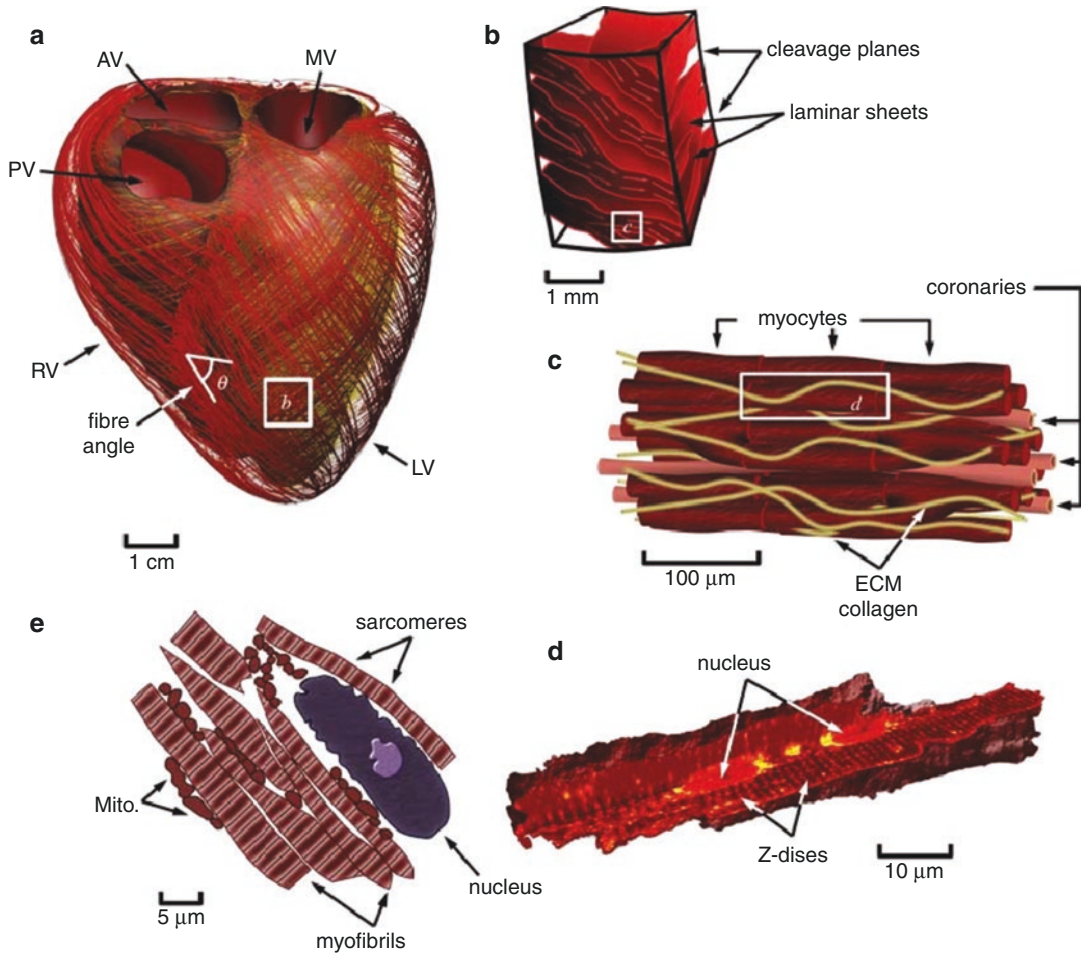 a
AV
MV
PV
RV
fibre
angle
θ
b
LV
1 cm
b
cleavage planes
laminar sheets
c
1 mm
coronaries
c
myocytes
d
100 μm
ECM
collagen
e
sarcomeres
Mito.
nucleus
5 μm
myofibrils
d
nucleus
Z-dises
10 μm